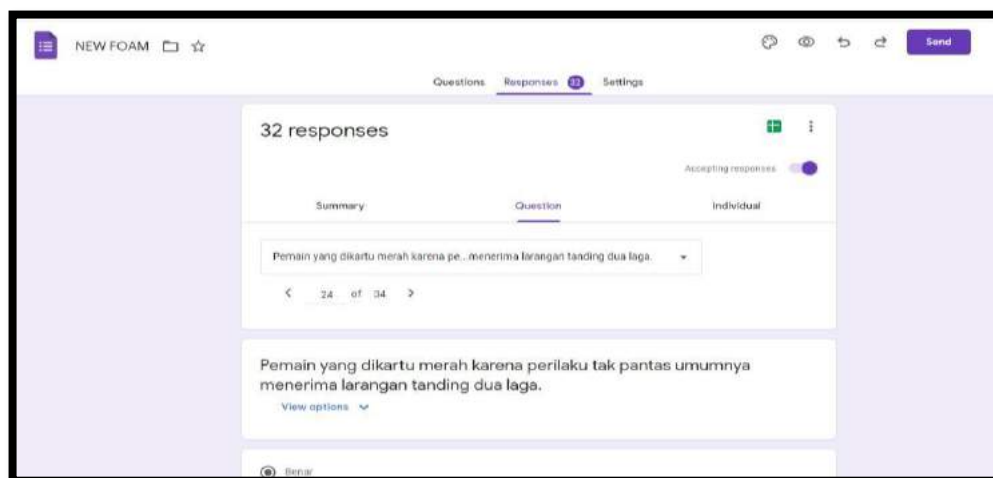 NEW FOAM
Send
Questions Responses 32 Settings
32 responses
Accepting responses
Summary Question Individual
Pemain yang dikartu merah karena pe...menerima larangan tanding dua laga.
24 of 34
Pemain yang dikartu merah karena perilaku tak pantas umumnya
menerima larangan tanding dua laga.
View options
Benar